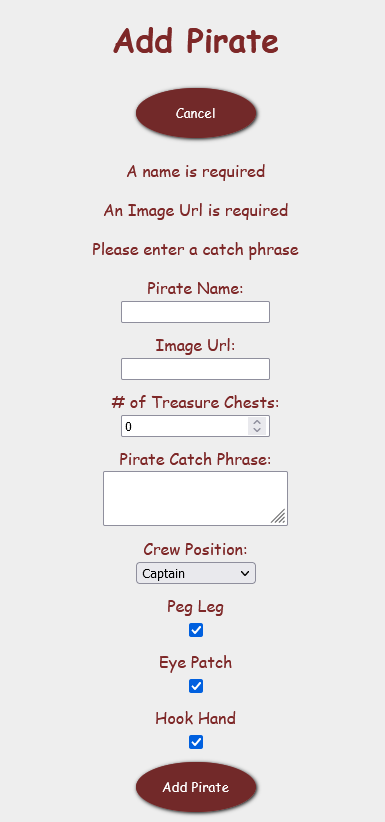 Add Pirate
Cancel
A name is required
An Image Url is required
Please enter a catch phrase
Pirate Name:
Image Url:
# of Treasure Chests:
0
Pirate Catch Phrase:
Crew Position:
Captain
Peg Leg
Eye Patch
Hook Hand
Add Pirate